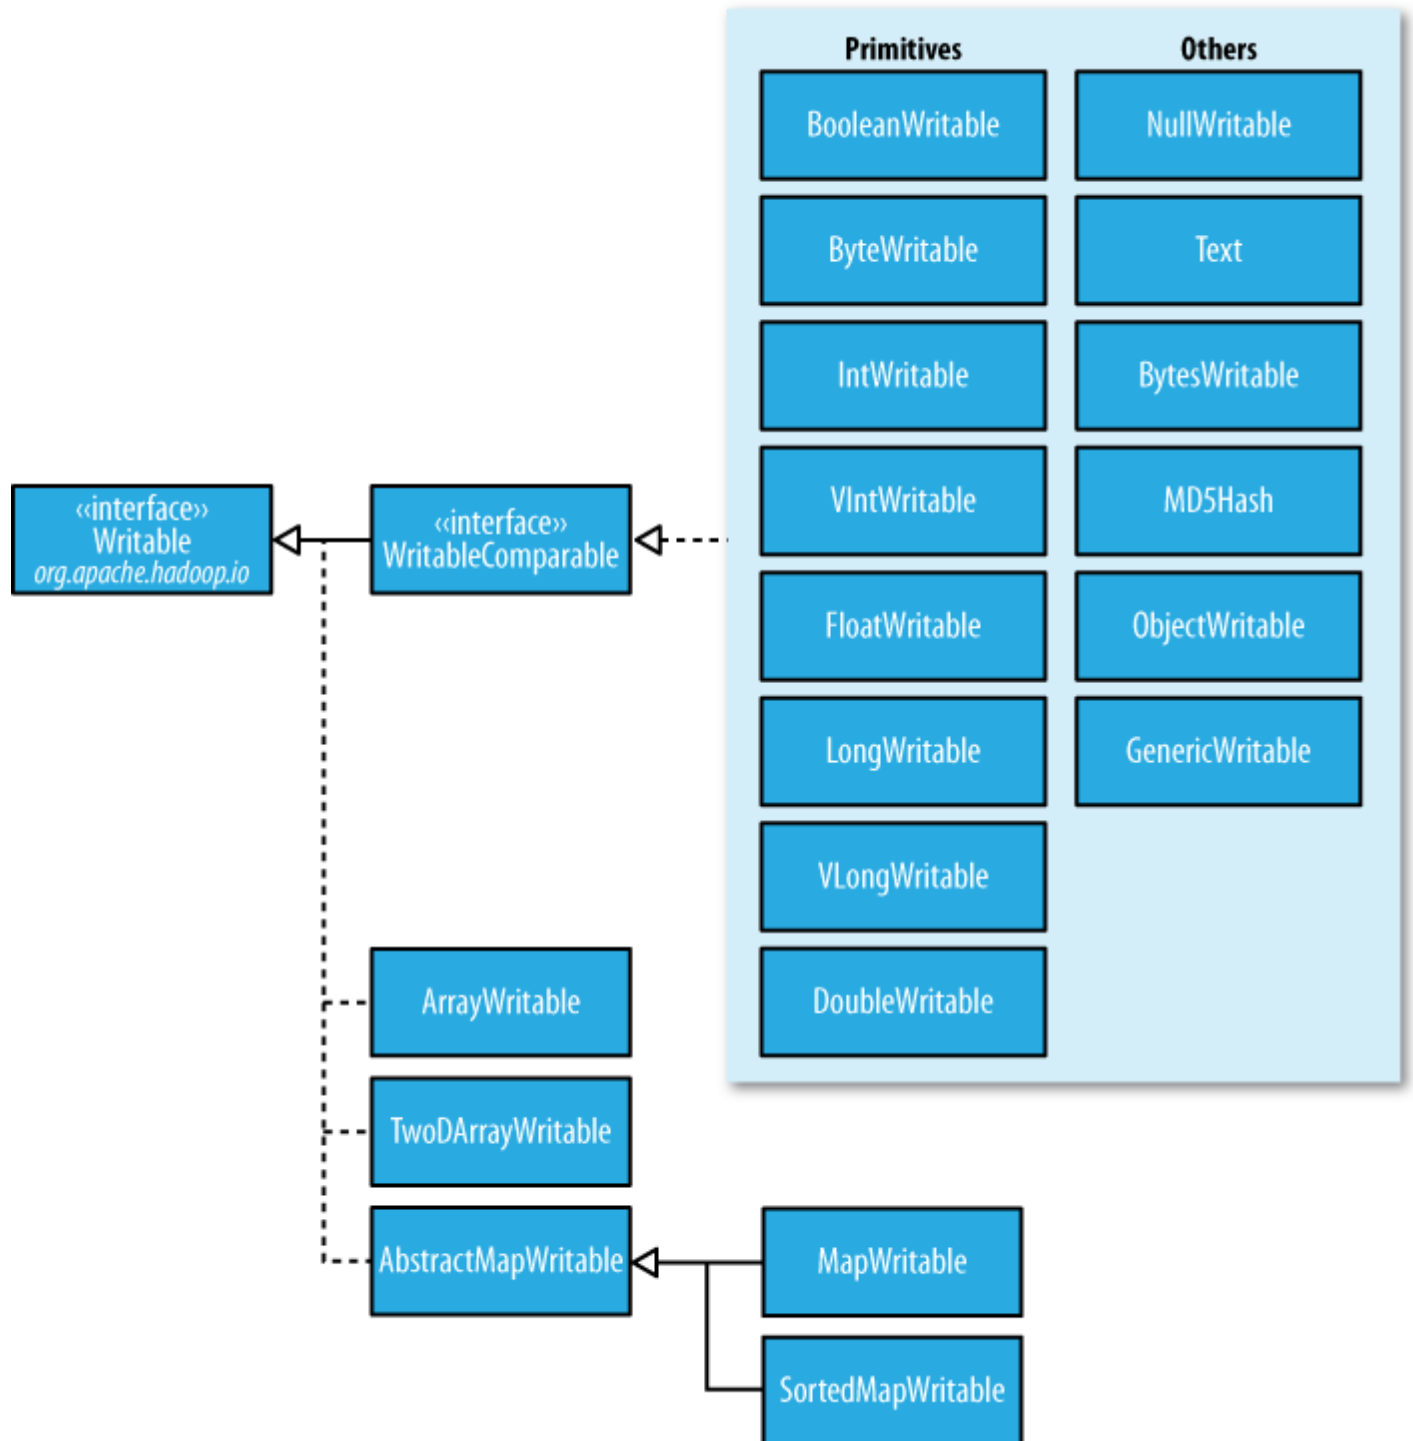 Primitives
Others
BooleanWritable
NullWritable
ByteWritable
Text
IntWritable
BytesWritable
VIntWritable
MD5Hash
FloatWritable
ObjectWritable
LongWritable
GenericWritable
VLongWritable
DoubleWritable
‹‹interface››
Writable
org.apache.hadoop.io
‹‹interface››
WritableComparable
ArrayWritable
TwoDArrayWritable
AbstractMapWritable
MapWritable
SortedMapWritable